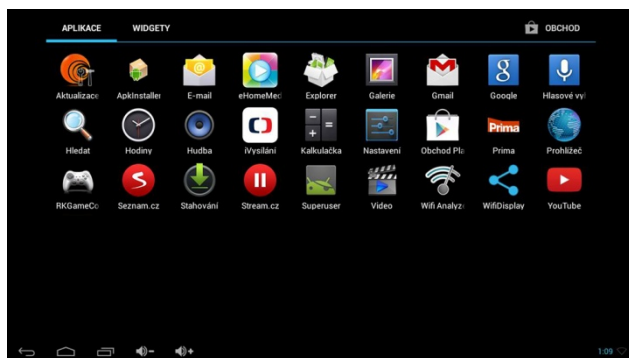 APLIKACE WIDGETY OBCHOD
Aktualizace ApkInstaller E-mail eHomeMed Explorer Galerie Gmail Google Hlasové vyl
Prima
Hledat Hodiny Hudba iVysílání Kalkulačka Nastavení Obchod Pla Prima Prohlížeč
RKGameCo Seznam.cz Stahování Stream.cz Superuser Video Wifi Analyz WifiDisplay YouTube
1:09